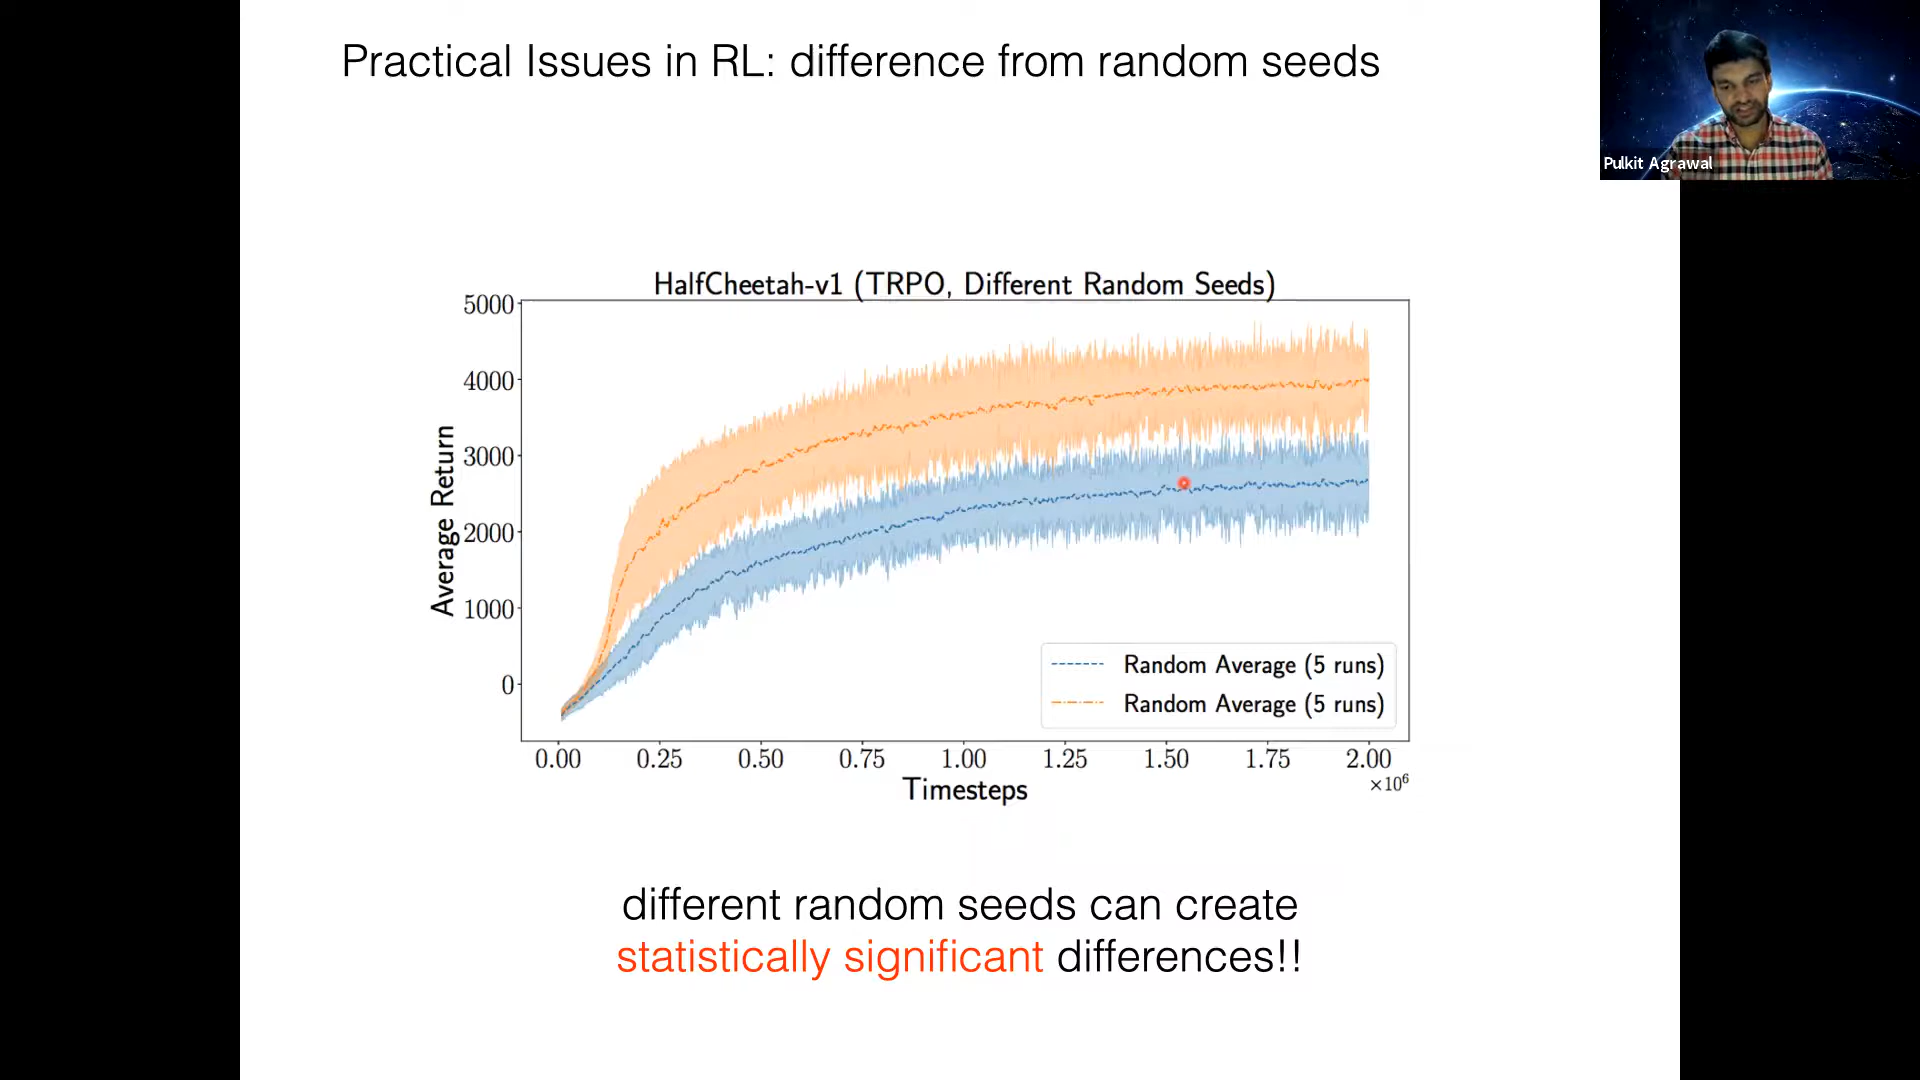 Practical Issues in RL: difference from random seeds
Pulkit Agrawal
HalfCheetah-v1 (TRPO, Different Random Seeds)
5000
4000
3000
2000
1000
0
Average Return
Random Average (5 runs)
Random Average (5 runs)
0.00 0.25 0.50 0.75 1.00 1.25 1.50 1.75 2.00
×10⁶
Timesteps
different random seeds can create
statistically significant differences!!